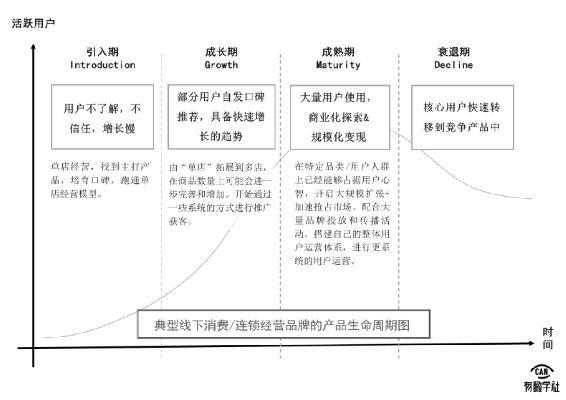 活跃用户
引入期
Introduction
用户不了解，不
信任，增长慢
单店经营，找到主打产
品，培育口碑，跑通单
店经营模型。
成长期
Growth
部分用户自发口碑
推荐，具备快速增
长的趋势
由“单店”拓展到多店，
在商品数量上可能会进一
步完善和增加。开始通过
一些系统的方式进行推广
获客。
成熟期
Maturity
大量用户使用，
商业化探索&
规模化变现
在特定品类/用户人群
上已经能够占据用户心
智，开启大规模扩张+
加速抢占市场。配合大
量品牌投放和传播活
动。搭建自己的整体用
户运营体系，进行更系
统的用户运营。
衰退期
Decline
核心用户快速转
移到竞争产品中
典型线下消费/连锁经营品牌的产品生命周期图
时
间
CAN
有瞰学社